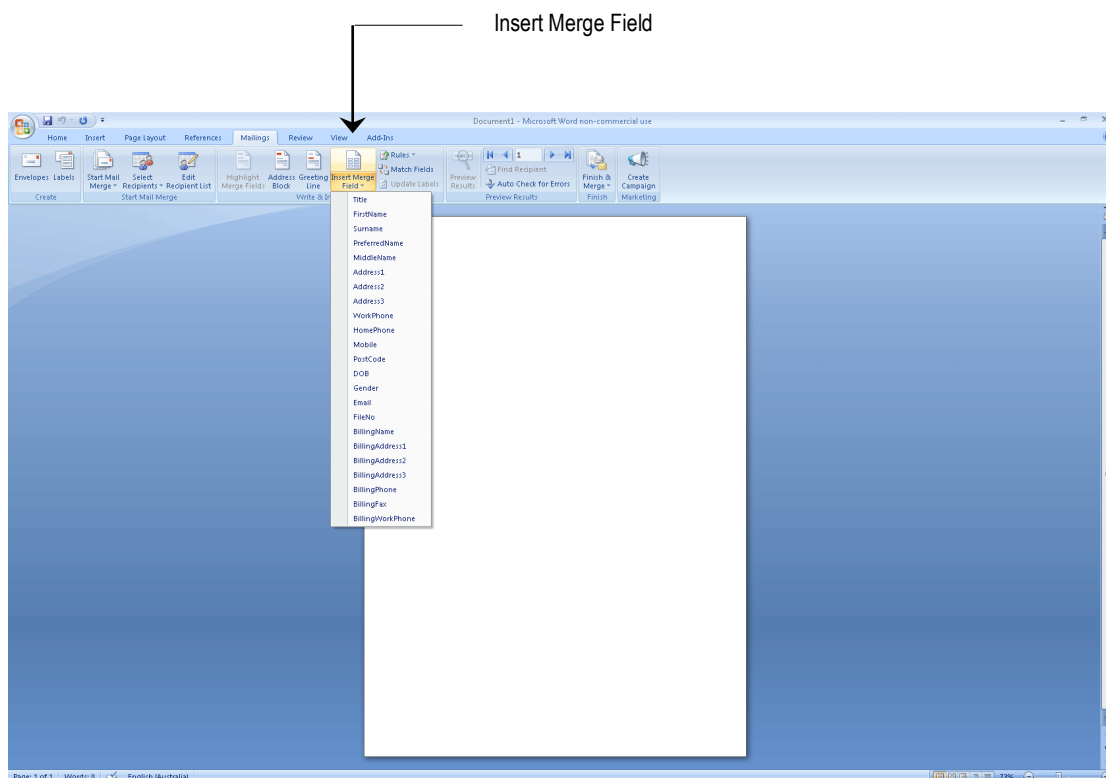 Insert Merge Field
Document1 - Microsoft Word non-commercial use
Home Insert Page Layout References Mailings Review View Add-Ins
Envelopes Labels
Create
Start Mail Merge
Select Recipients
Edit Recipient List
Start Mail Merge
Highlight Merge Fields
Address Block
Greeting Line
Insert Merge Field
Rules
Match Fields
Update Labels
Write & I
Preview Results
1
Find Recipient
Auto Check for Errors
Preview Results
Finish & Merge
Finish
Create Campaign
Marketing
Title
FirstName
Surname
PreferredName
MiddleName
Address1
Address2
Address3
WorkPhone
HomePhone
Mobile
PostCode
DOB
Gender
Email
FileNo
BillingName
BillingAddress1
BillingAddress2
BillingAddress3
BillingPhone
BillingFax
BillingWorkPhone
Page: 1 of 1 Words: 0 English (Australia) 73%